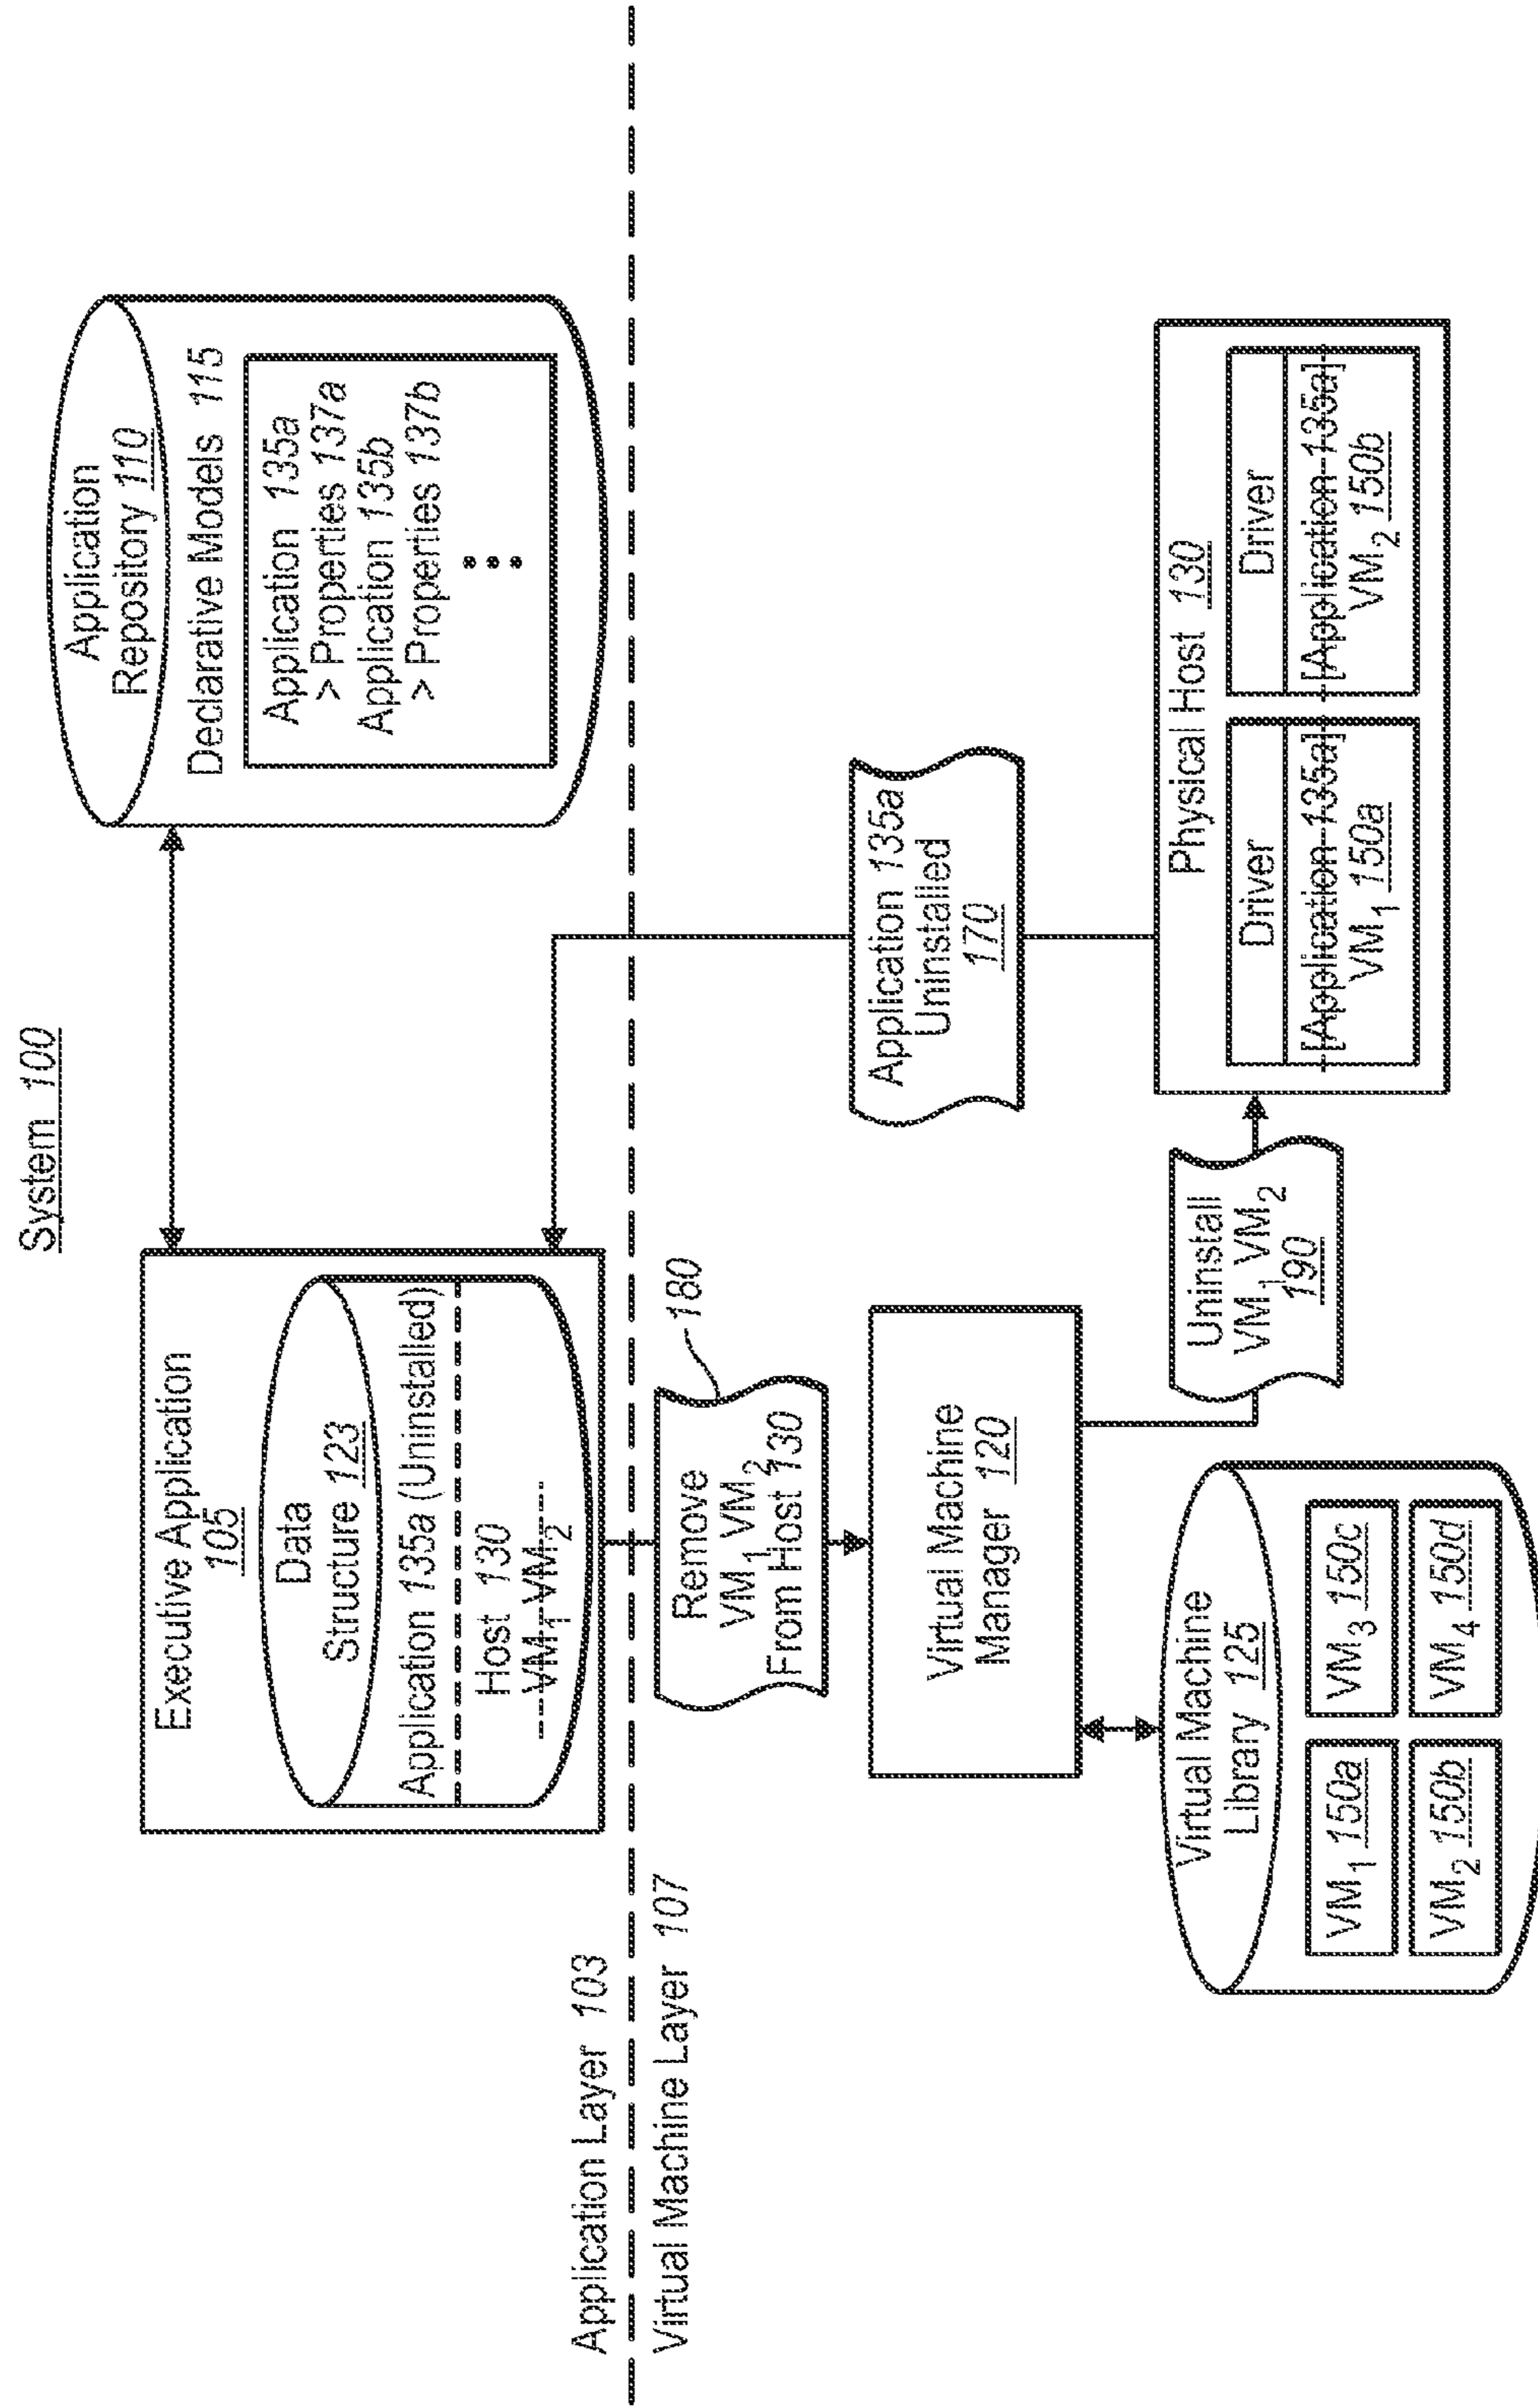 System 100
Executive Application
105
Data
Structure 123
Application 135a (Uninstalled)
Host 130
VM1 VM2
Application
Repository 110
Declarative Models 115
Application 135a
> Properties 137a
Application 135b
> Properties 137b
Application Layer 103
Virtual Machine Layer 107
Remove
VM1 VM2
From Host 130
180
Virtual Machine
Manager 120
Application 135a
Uninstalled
170
Virtual Machine
Library 125
VM1 150a
VM3 150c
VM2 150b
VM4 150d
Uninstall
VM1 VM2
190
Physical Host 130
Driver
[Application 135a]
VM1 150a
Driver
[Application 135a]
VM2 150b